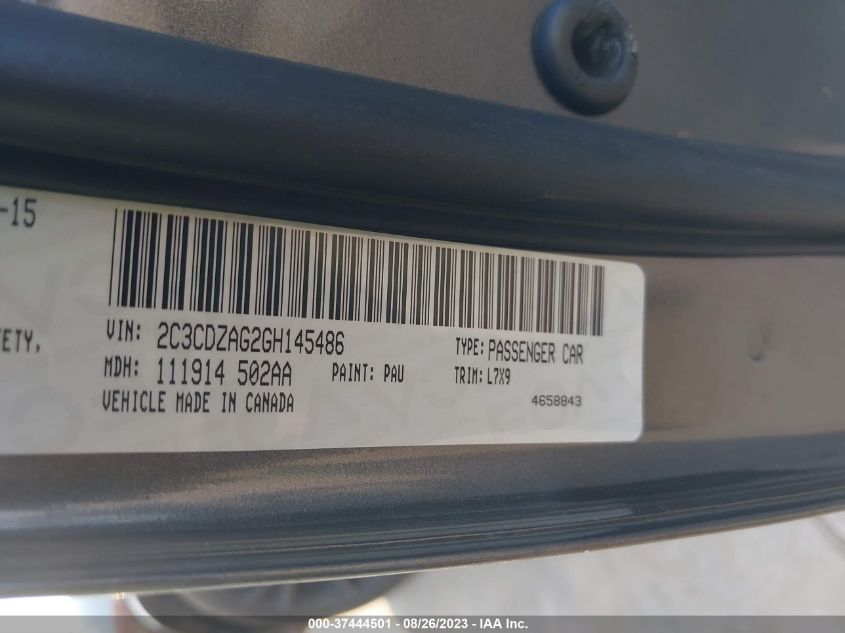 -15
ETY,
VIN: 2C3CDZAG2GH145486 TYPE: PASSENGER CAR
MDH: 111914 502AA PAINT: PAU TRIM: L7X9
VEHICLE MADE IN CANADA 4658843
000-37444501 - 08/26/2023 - IAA Inc.